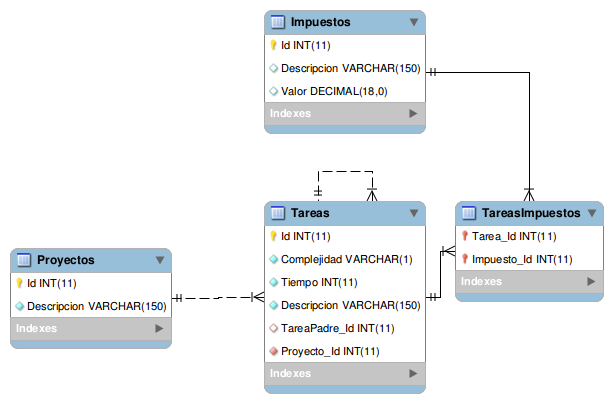 Impuestos
Id INT(11)
Descripcion VARCHAR(150)
Valor DECIMAL(18,0)
Indexes
Tareas
Id INT(11)
Complejidad VARCHAR(1)
Tiempo INT(11)
Descripcion VARCHAR(150)
TareaPadre_Id INT(11)
Proyecto_Id INT(11)
Indexes
TareasImpuestos
Tarea_Id INT(11)
Impuesto_Id INT(11)
Indexes
Proyectos
Id INT(11)
Descripcion VARCHAR(150)
Indexes